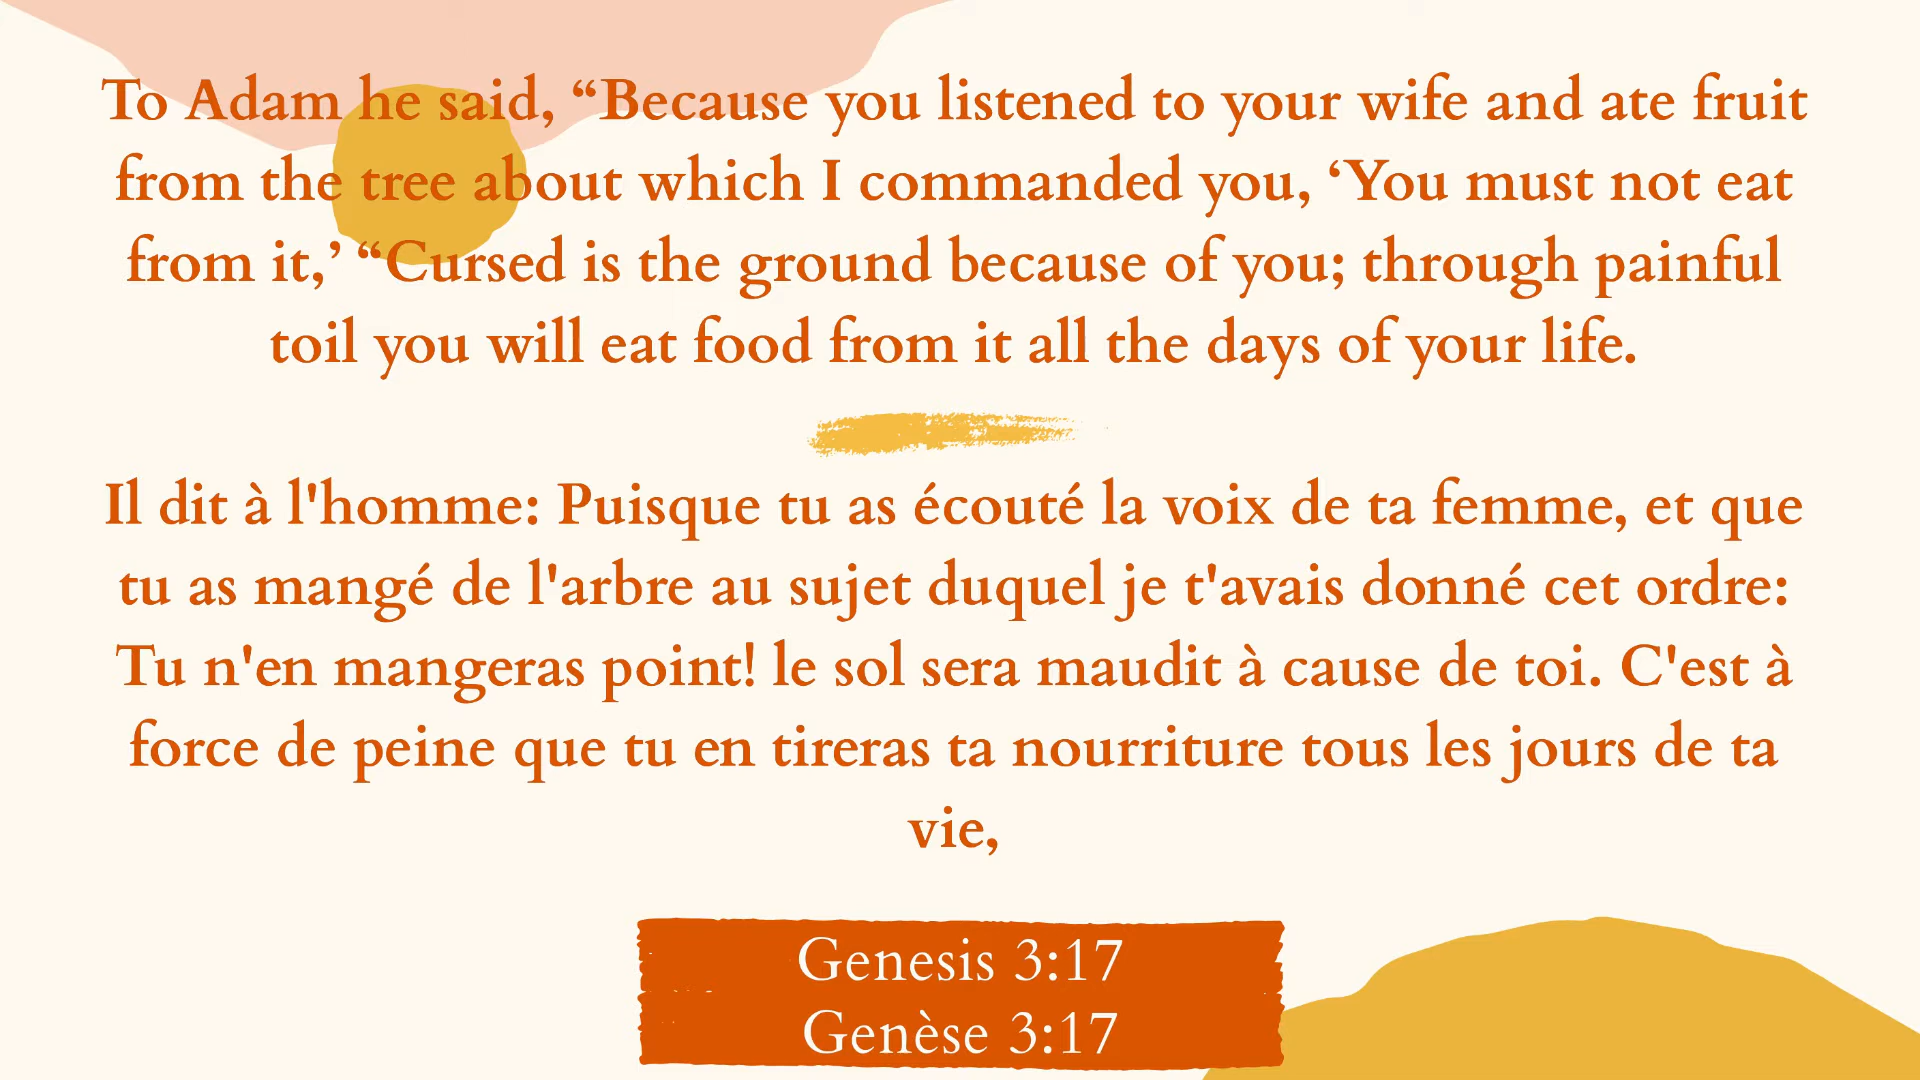 To Adam he said, “Because you listened to your wife and ate fruit
from the tree about which I commanded you, ‘You must not eat
from it,’ “Cursed is the ground because of you; through painful
toil you will eat food from it all the days of your life.
Il dit à l'homme: Puisque tu as écouté la voix de ta femme, et que
tu as mangé de l'arbre au sujet duquel je t'avais donné cet ordre:
Tu n'en mangeras point! le sol sera maudit à cause de toi. C'est à
force de peine que tu en tireras ta nourriture tous les jours de ta
vie,
Genesis 3:17
Genèse 3:17